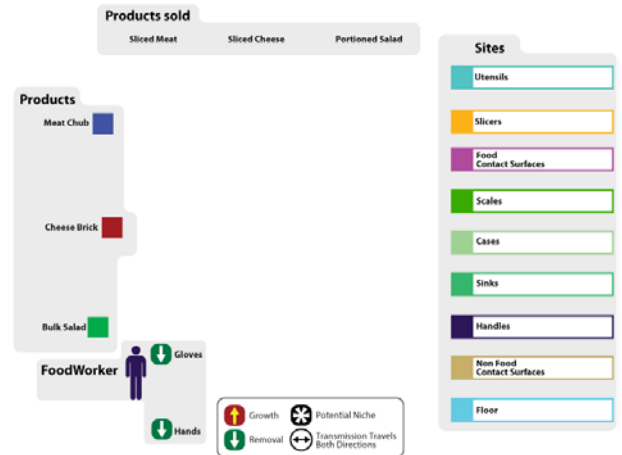 Products sold
Sliced Meat
Sliced Cheese
Portioned Salad
Sites
Utensils
Slicers
Food
Contact Surfaces
Scales
Cases
Sinks
Handles
Non Food
Contact Surfaces
Floor
Products
Meat Chub
Cheese Brick
Bulk Salad
FoodWorker
Gloves
Hands
Growth
Potential Niche
Removal
Transmission Travels
Both Directions